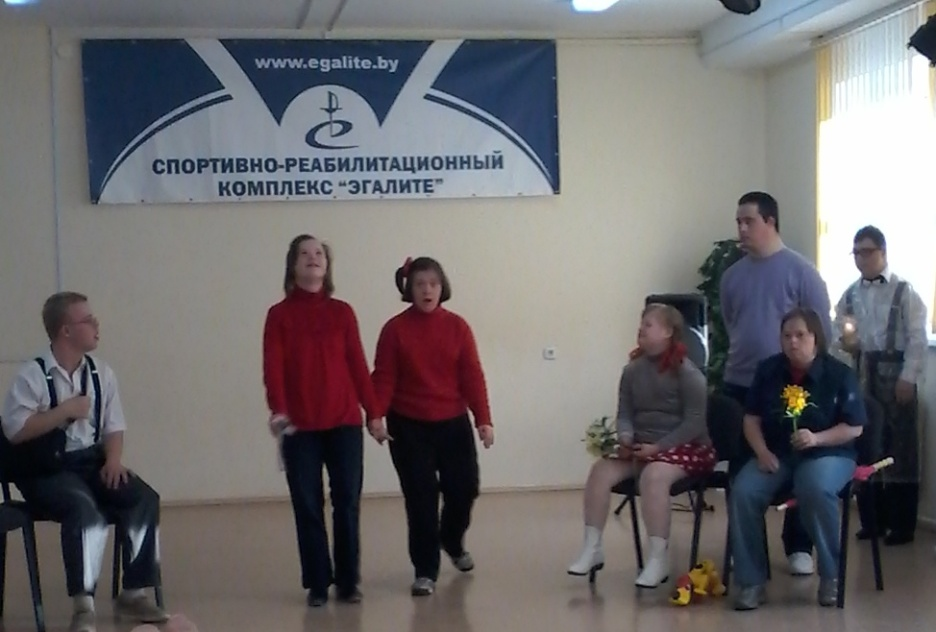 www.egalite.by
СПОРТИВНО-РЕАБИЛИТАЦИОННЫЙ
КОМПЛЕКС “ЭГАЛИТЕ”